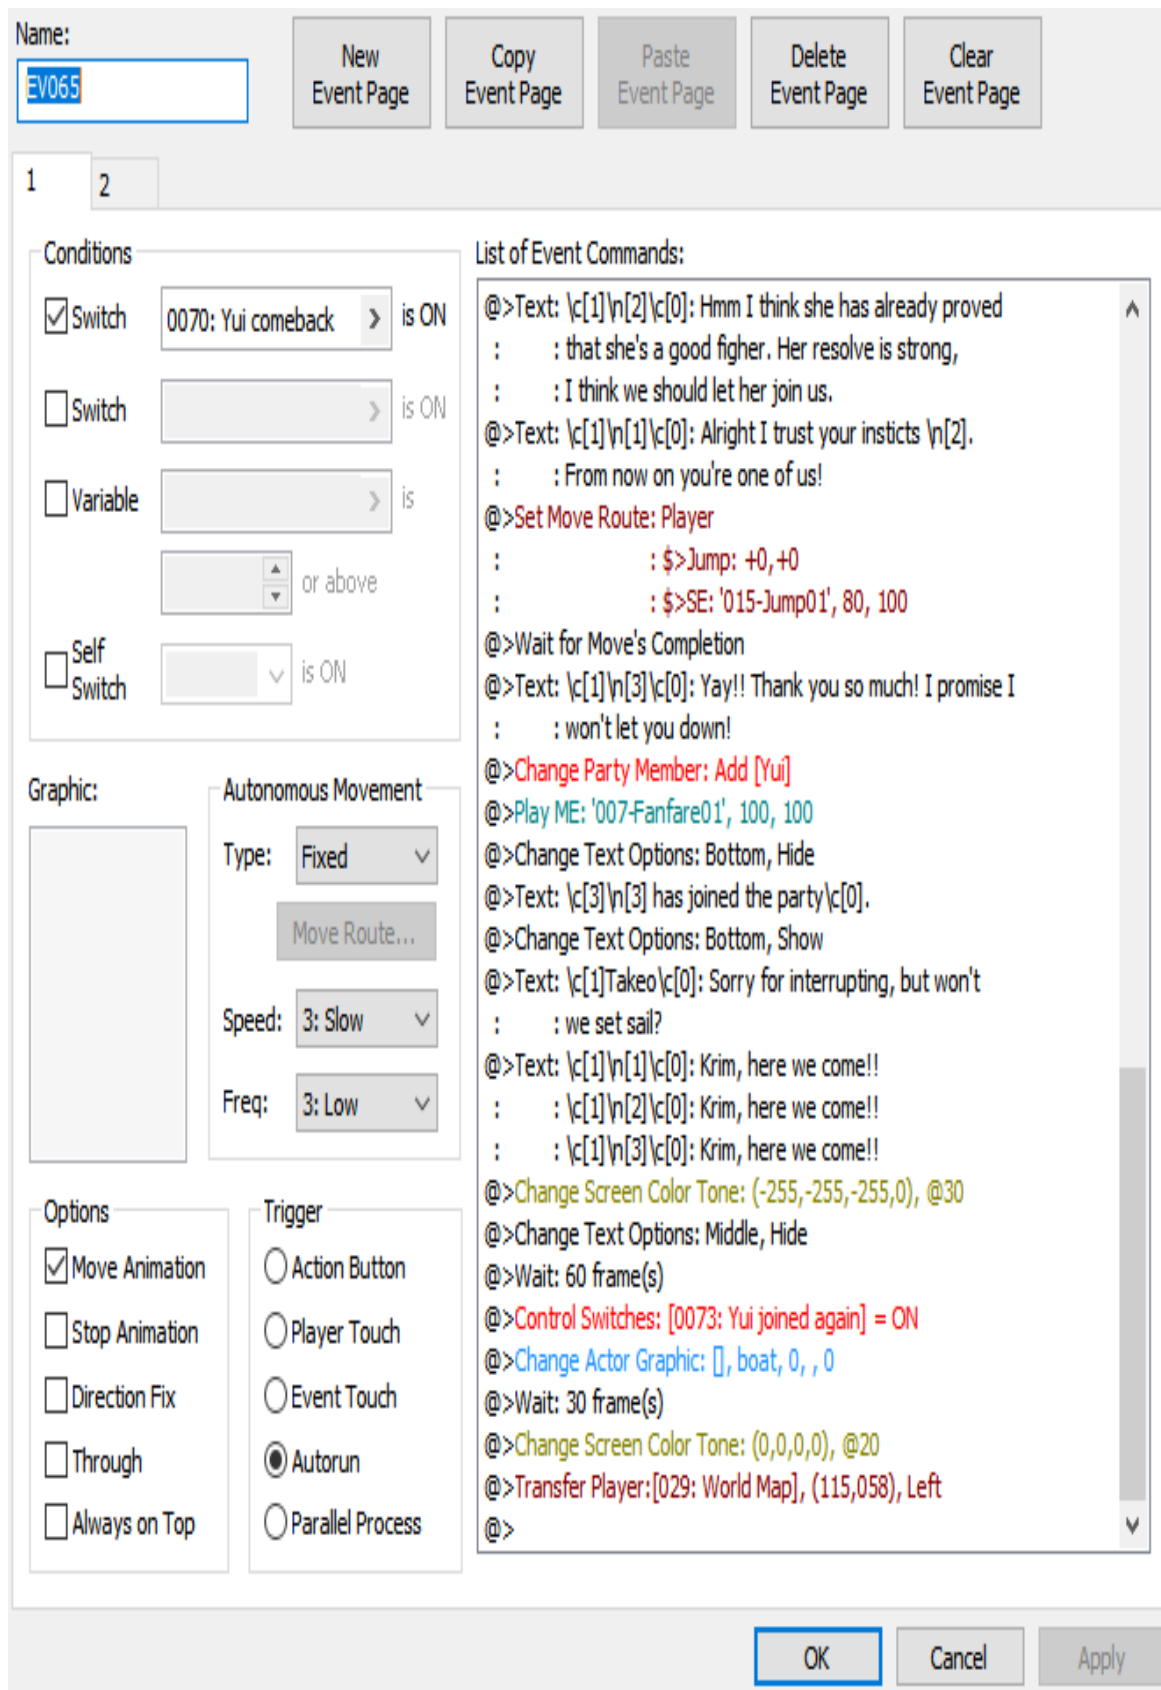 Name:
EV065
New
Event Page
Copy
Event Page
Paste
Event Page
Delete
Event Page
Clear
Event Page
1
2
Conditions
Switch
0070: Yui comeback
is ON
Switch
is ON
Variable
is
or above
Self
Switch
is ON
Graphic:
Autonomous Movement
Type:
Fixed
Move Route...
Speed:
3: Slow
Freq:
3: Low
Options
Move Animation
Stop Animation
Direction Fix
Through
Always on Top
Trigger
Action Button
Player Touch
Event Touch
Autorun
Parallel Process
List of Event Commands:
@>Text: \c[1]\n[2]\c[0]: Hmm I think she has already proved
: : that she's a good figher. Her resolve is strong,
: : I think we should let her join us.
@>Text: \c[1]\n[1]\c[0]: Alright I trust your insticts \n[2].
: : From now on you're one of us!
@>Set Move Route: Player
: : $>Jump: +0,+0
: : $>SE: '015-Jump01', 80, 100
@>Wait for Move's Completion
@>Text: \c[1]\n[3]\c[0]: Yay!! Thank you so much! I promise I
: : won't let you down!
@>Change Party Member: Add [Yui]
@>Play ME: '007-Fanfare01', 100, 100
@>Change Text Options: Bottom, Hide
@>Text: \c[3]\n[3] has joined the party\c[0].
@>Change Text Options: Bottom, Show
@>Text: \c[1]Takeo\c[0]: Sorry for interrupting, but won't
: : we set sail?
@>Text: \c[1]\n[1]\c[0]: Krim, here we come!!
: : \c[1]\n[2]\c[0]: Krim, here we come!!
: : \c[1]\n[3]\c[0]: Krim, here we come!!
@>Change Screen Color Tone: (-255,-255,-255,0), @30
@>Change Text Options: Middle, Hide
@>Wait: 60 frame(s)
@>Control Switches: [0073: Yui joined again] = ON
@>Change Actor Graphic: [], boat, 0, , 0
@>Wait: 30 frame(s)
@>Change Screen Color Tone: (0,0,0,0), @20
@>Transfer Player:[029: World Map], (115,058), Left
@>
OK
Cancel
Apply